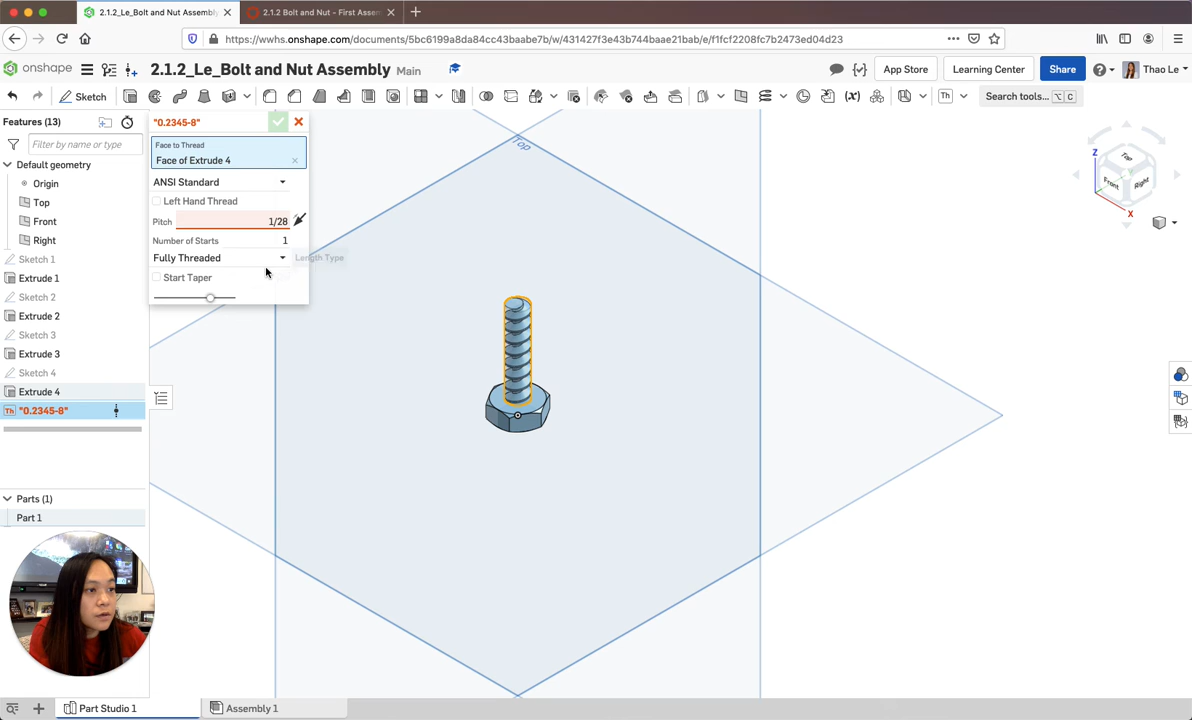 2.1.2_Le_Bolt and Nut Assembly
2.1.2 Bolt and Nut - First Assem
https://wwhs.onshape.com/documents/5bc6199a8da84cc43baabe7b/w/431427f3e43b744baae21bab/e/f1fcf2208fc7b2473ed04d23
onshape
2.1.2_Le_Bolt and Nut Assembly Main
App Store
Learning Center
Share
Thao Le
Sketch
Th
Search tools...
⌥ C
Features (13)
Filter by name or type
Default geometry
Origin
Top
Front
Right
Sketch 1
Extrude 1
Sketch 2
Extrude 2
Sketch 3
Extrude 3
Sketch 4
Extrude 4
Th "0.2345-8"
Parts (1)
Part 1
"0.2345-8"
Face to Thread
Face of Extrude 4
ANSI Standard
Left Hand Thread
Pitch 1/28
Number of Starts 1
Fully Threaded
Length Type
Start Taper
Top
Z
Top
Front
Right
X
Part Studio 1
Assembly 1